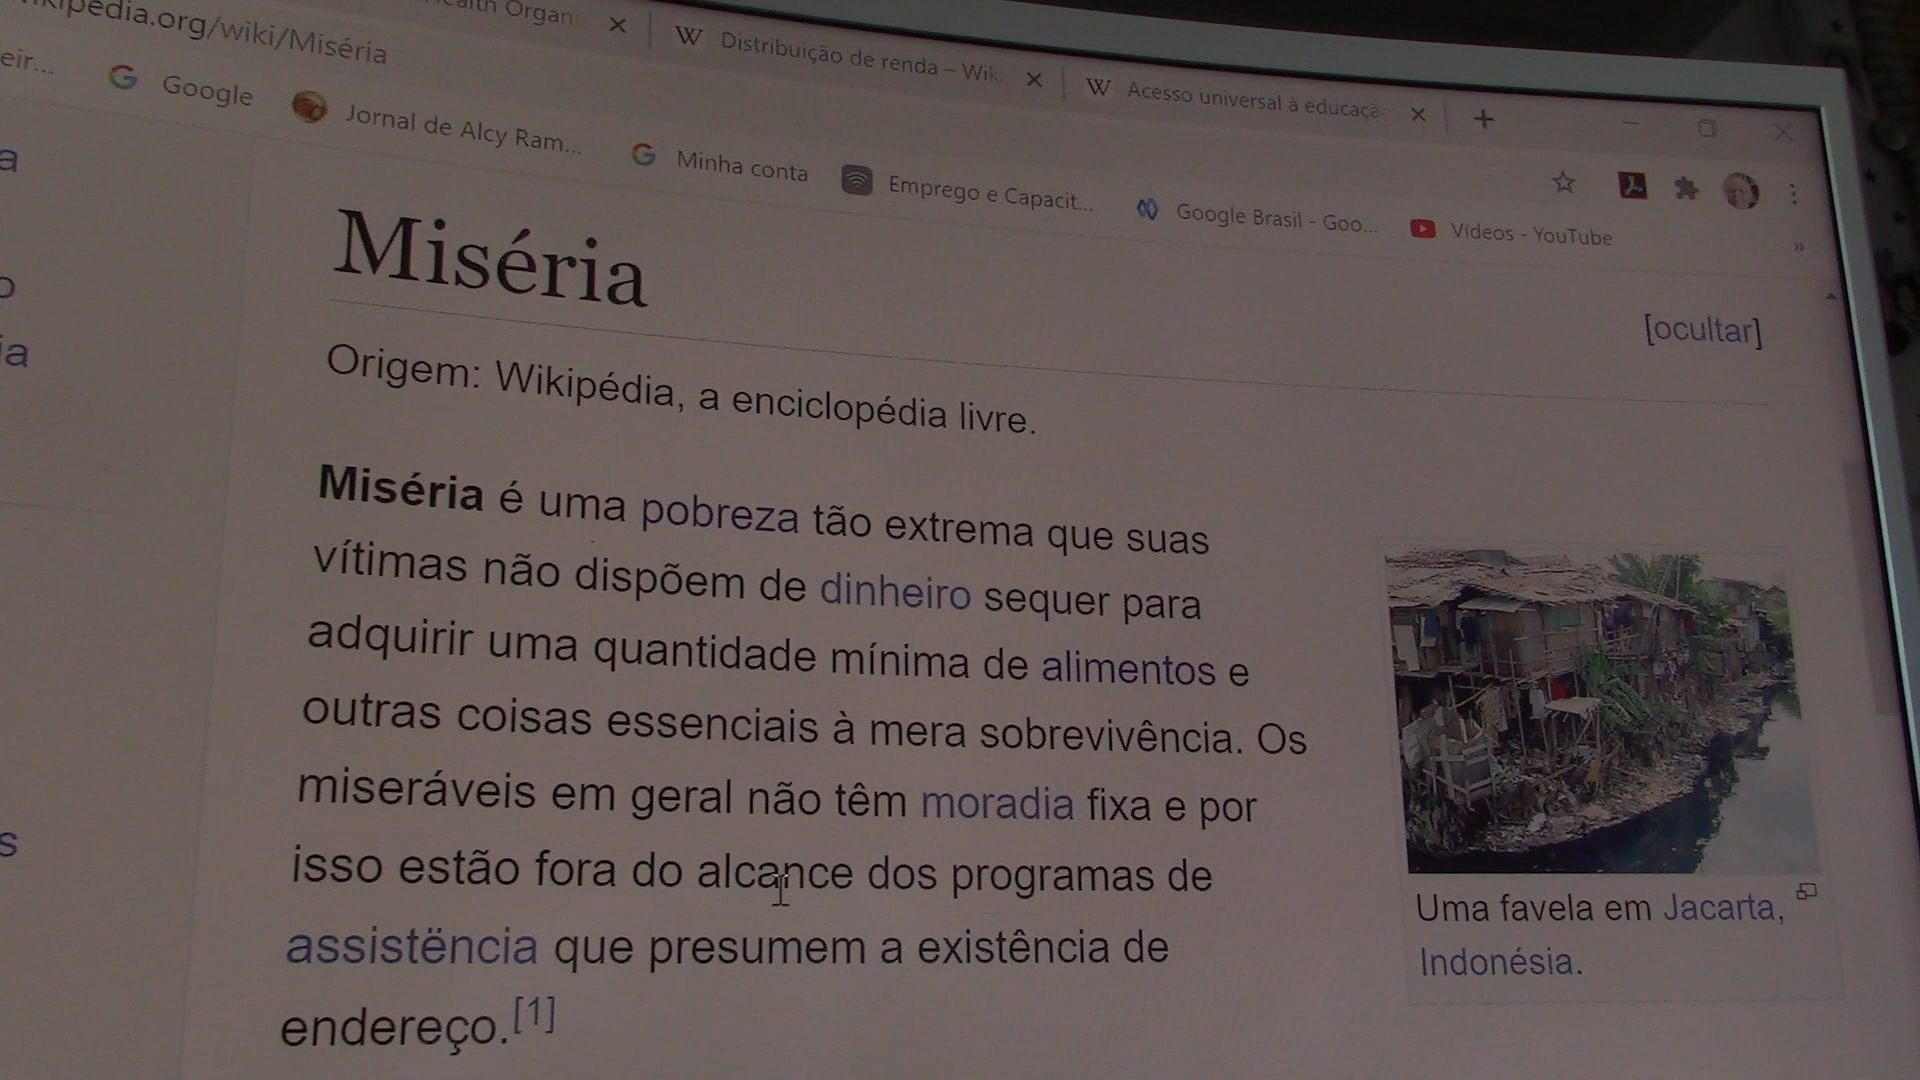 Organi
Distribuição de renda – Wik
Acesso universal à educaçã
.org/wiki/Miséria
eir...
Google
Jornal de Alcy Ram...
Minha conta
Emprego e Capacit...
Google Brasil - Goo...
Vídeos - YouTube
»
Miséria
[ocultar]
Origem: Wikipédia, a enciclopédia livre.
Miséria é uma pobreza tão extrema que suas
vítimas não dispõem de dinheiro sequer para
adquirir uma quantidade mínima de alimentos e
outras coisas essenciais à mera sobrevivência. Os
miseráveis em geral não têm moradia fixa e por
isso estão fora do alcance dos programas de
assistëncia que presumem a existência de
endereço.[1]
Uma favela em Jacarta,
Indonésia.